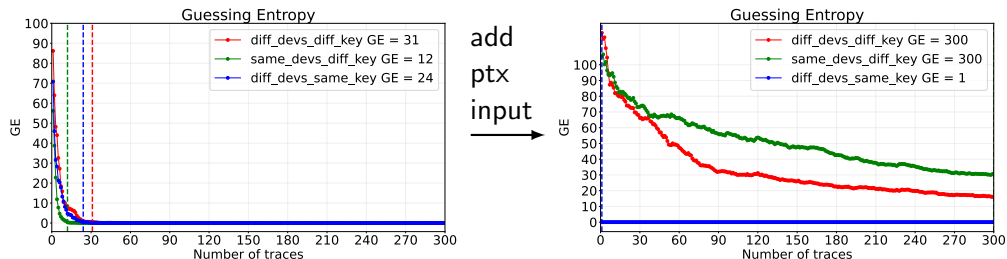 Guessing Entropy
GE
100
90
80
70
60
50
40
30
20
10
0
diff_devs_diff_key GE = 31
same_devs_diff_key GE = 12
diff_devs_same_key GE = 24
0 30 60 90 120 150 180 210 240 270 300
Number of traces
add
ptx
input
Guessing Entropy
GE
100
90
80
70
60
50
40
30
20
10
0
diff_devs_diff_key GE = 300
same_devs_diff_key GE = 300
diff_devs_same_key GE = 1
0 30 60 90 120 150 180 210 240 270 300
Number of traces